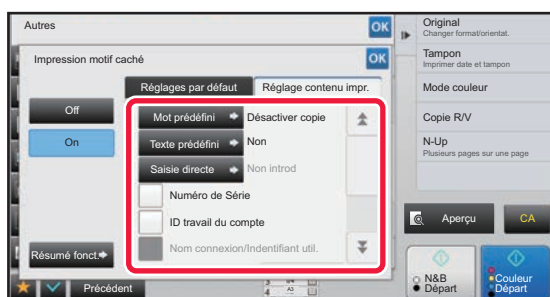 Autres
OK
Impression motif caché
OK
Réglages par défaut
Réglage contenu impr.
Off
On
Mot prédéfini
Désactiver copie
Texte prédéfini
Non
Saisie directe
Non introd
Numéro de Série
ID travail du compte
Nom connexion/Indentifiant util.
Résumé fonct.
Précédent
Original
Changer format/orientat.
Tampon
Imprimer date et tampon
Mode couleur
Copie R/V
N-Up
Plusieurs pages sur une page
Aperçu
CA
N&B
Départ
Couleur
Départ